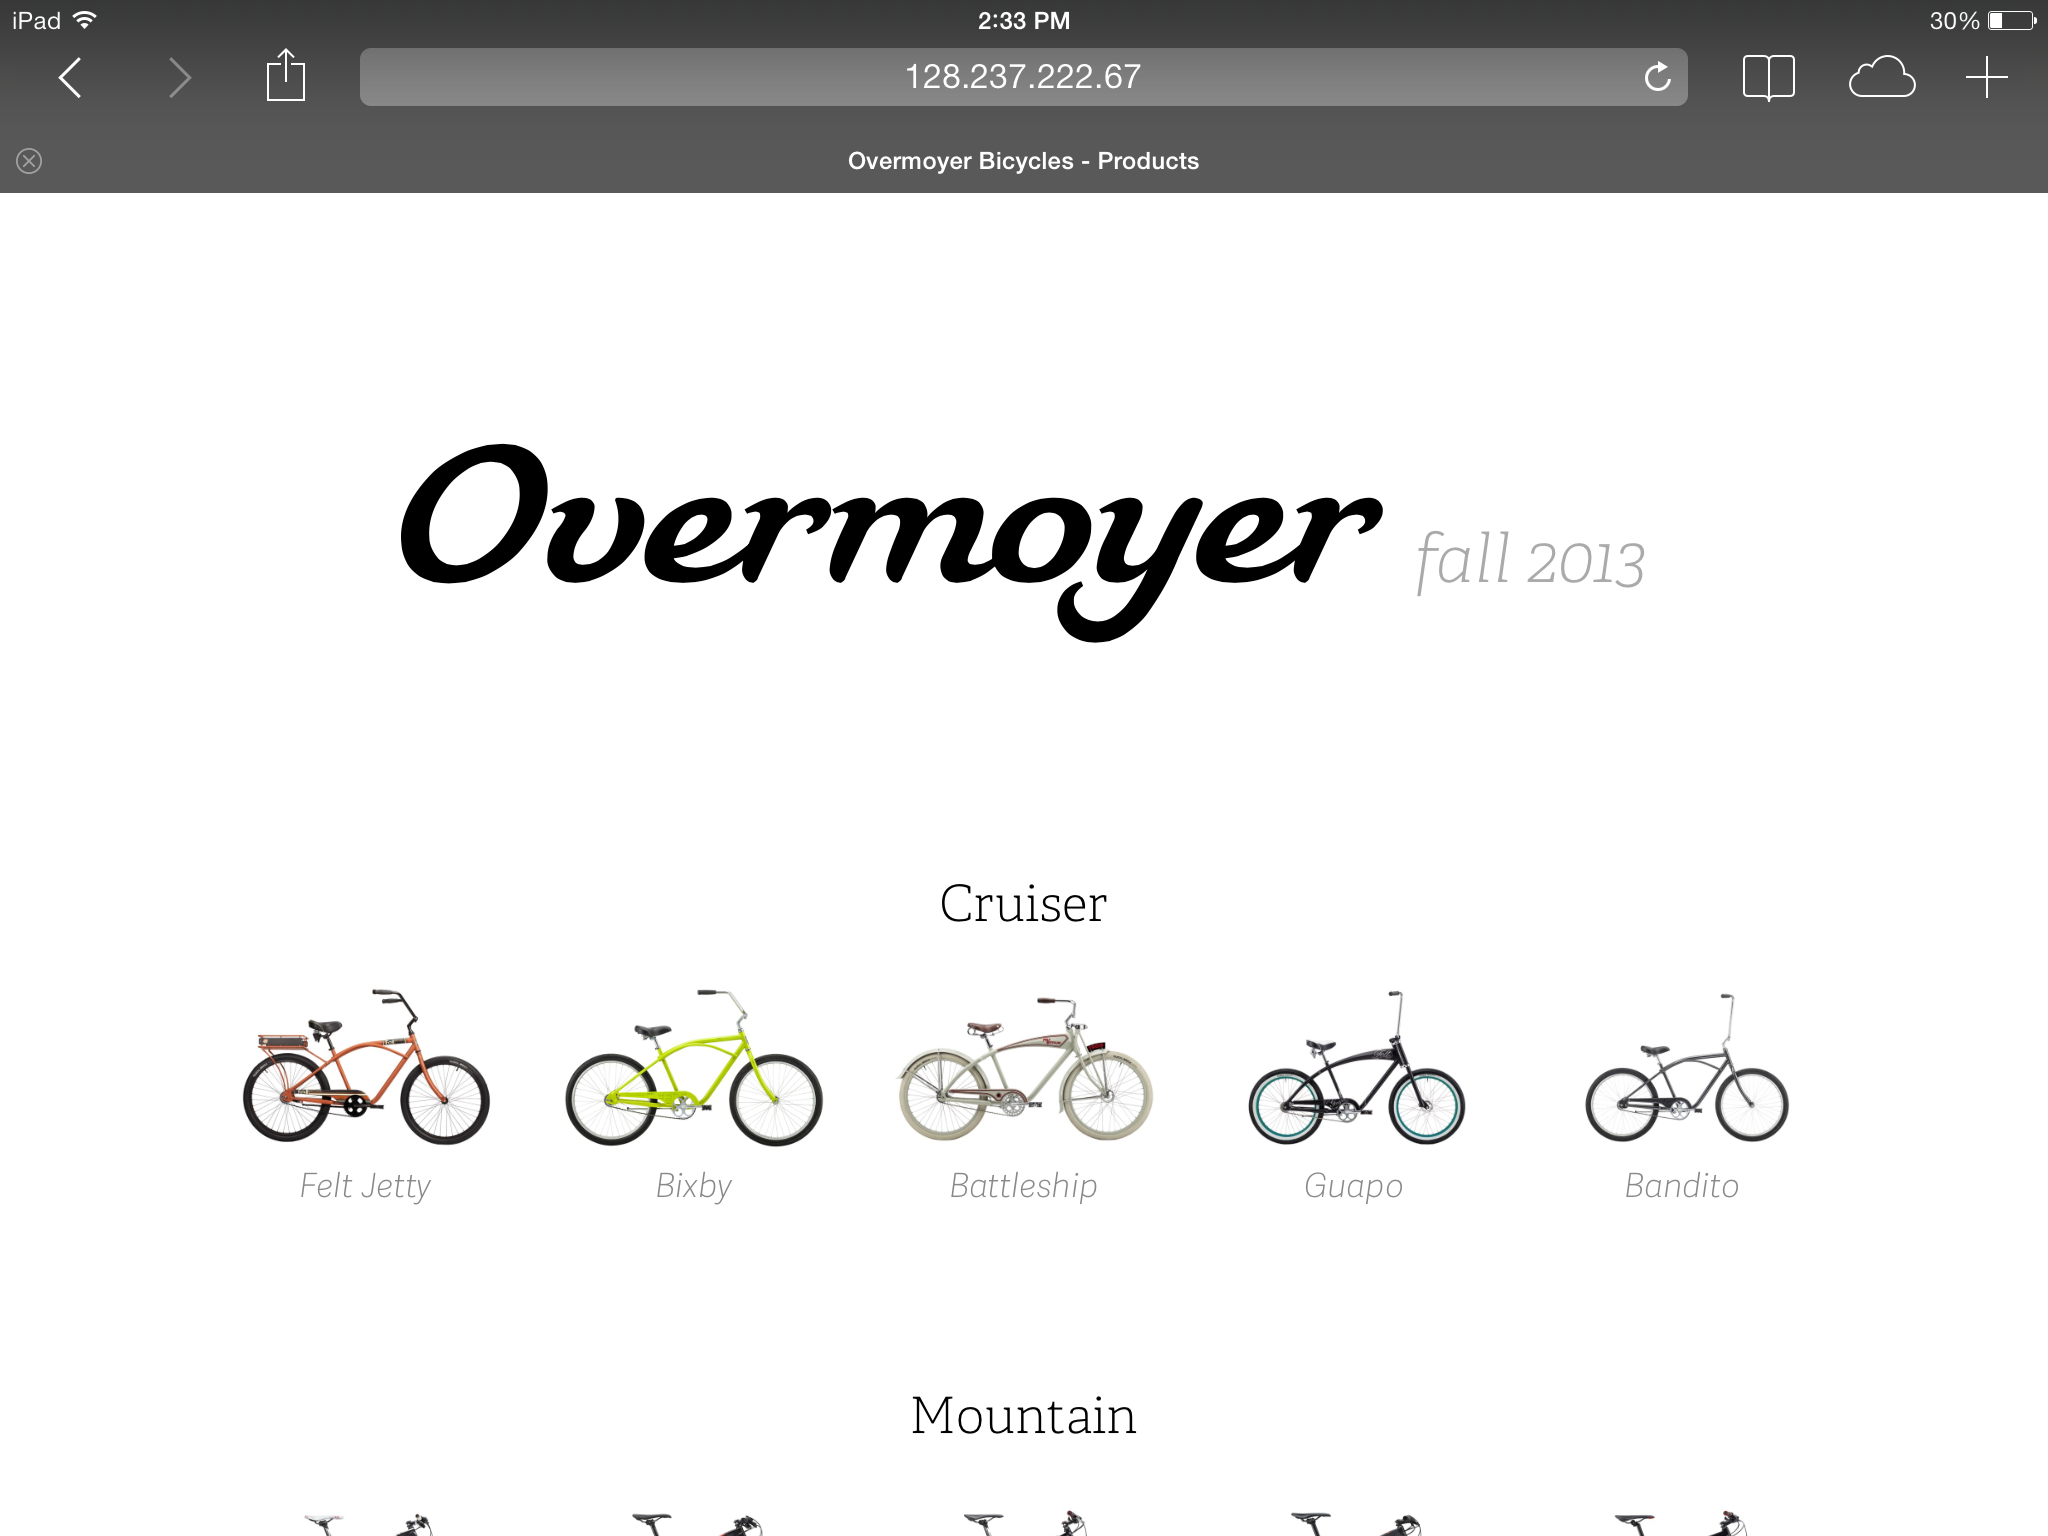 iPad 2:33 PM 30%
128.237.222.67
Overmoyer Bicycles - Products
Overmoyer fall 2013
Cruiser
Felt Jetty Bixby Battleship Guapo Bandito
Mountain